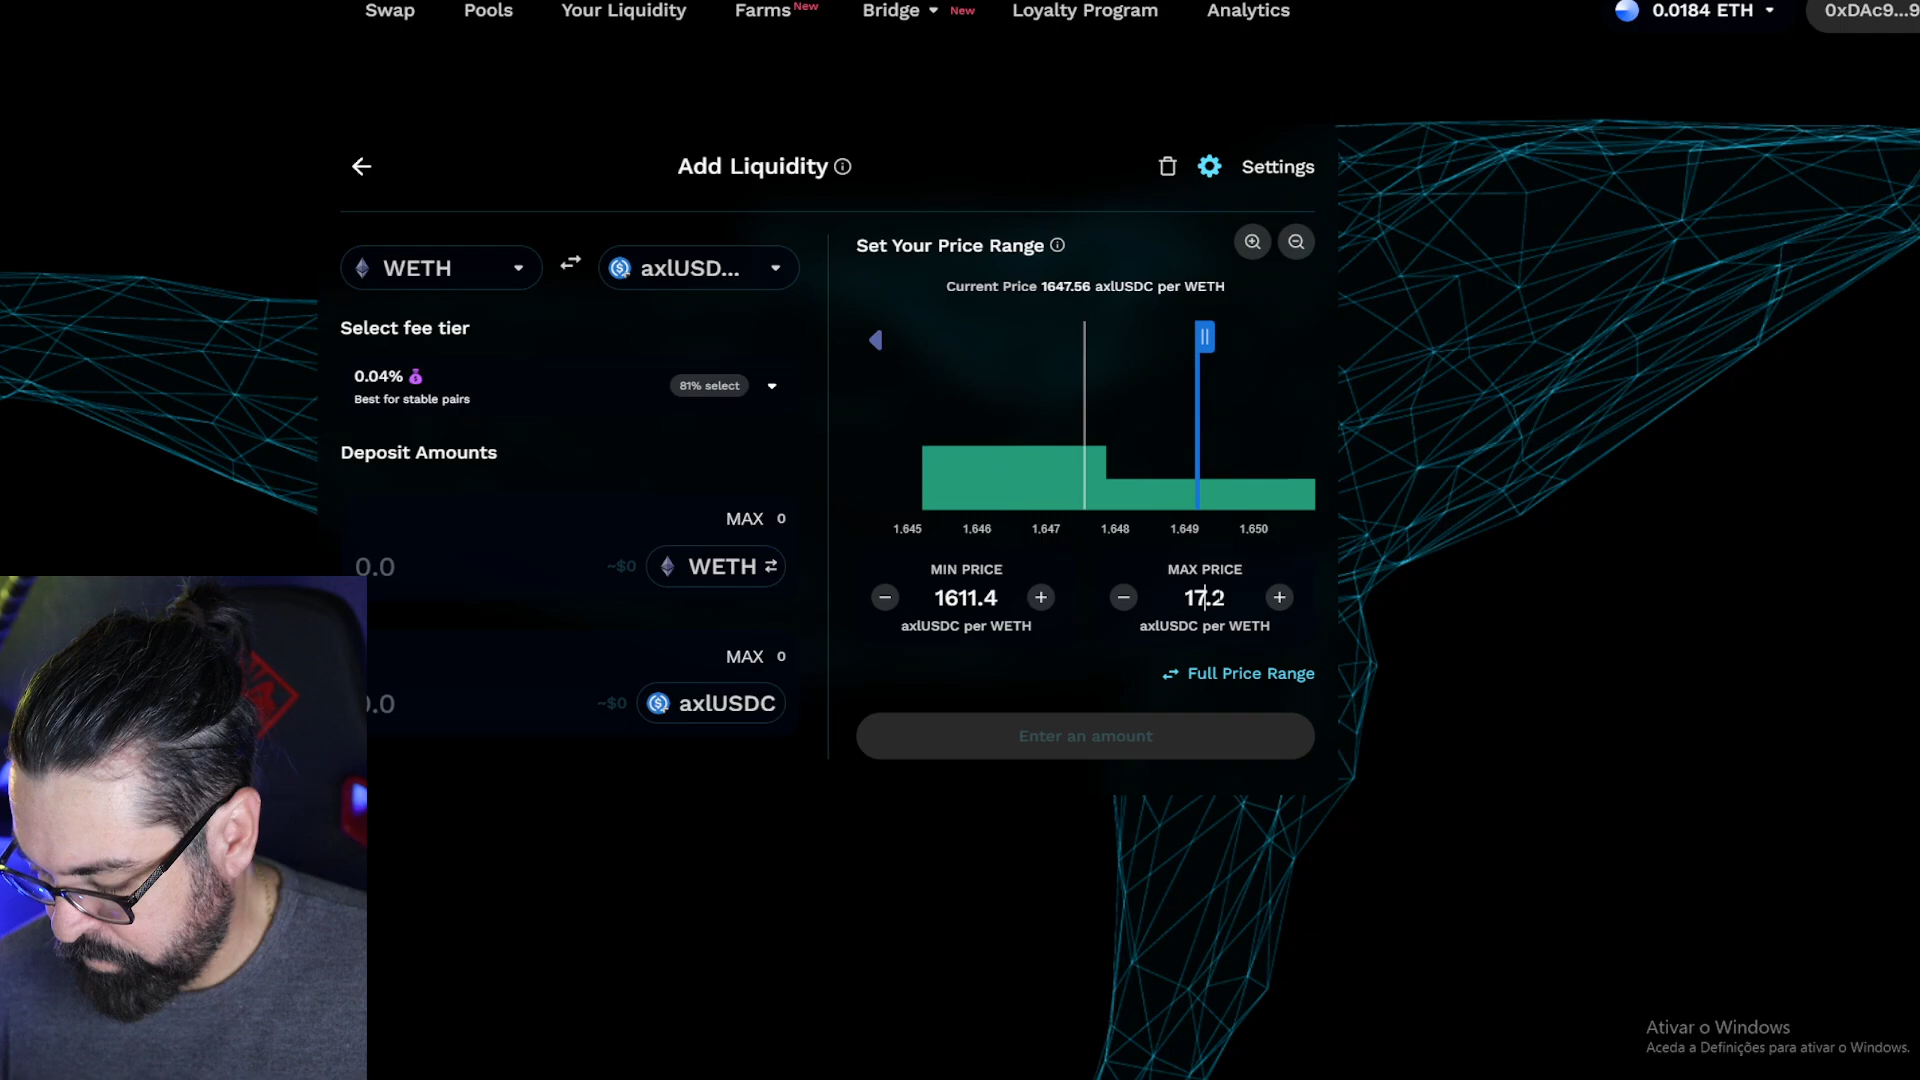 Swap Pools Your Liquidity Farms New Bridge New Loyalty Program Analytics 0.0184 ETH 0xDAc9...9
Add Liquidity
Settings
WETH axlUSD...
Select fee tier
0.04%
Best for stable pairs
81% select
Deposit Amounts
MAX 0
0.0 ~$0 WETH
MAX 0
0.0 ~$0 axlUSDC
Set Your Price Range
Current Price 1647.56 axlUSDC per WETH
1,645 1,646 1,647 1,648 1,649 1,650
MIN PRICE
1611.4
axlUSDC per WETH
MAX PRICE
17.2
axlUSDC per WETH
Full Price Range
Enter an amount
Ativar o Windows
Aceda a Definições para ativar o Windows.